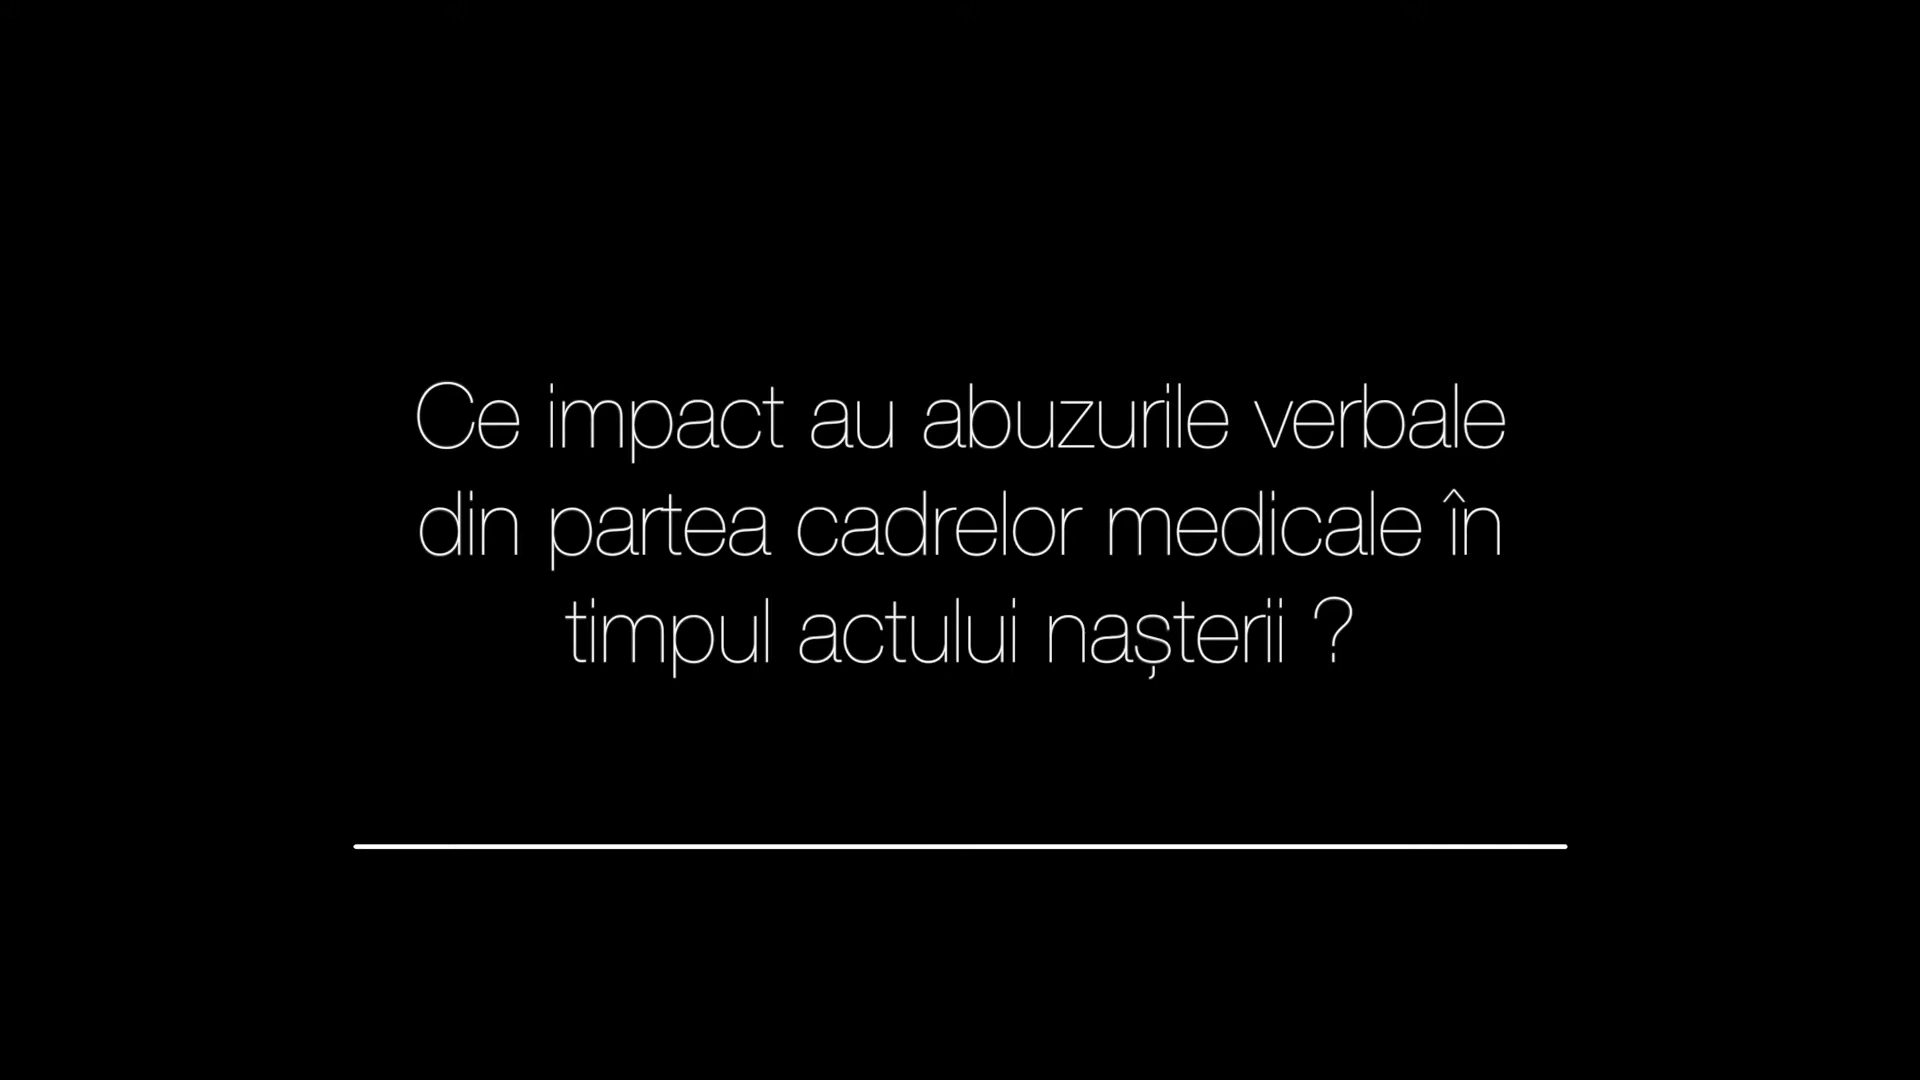 Ce impact au abuzurile verbale
din partea cadrelor medicale în
timpul actului nașterii ?